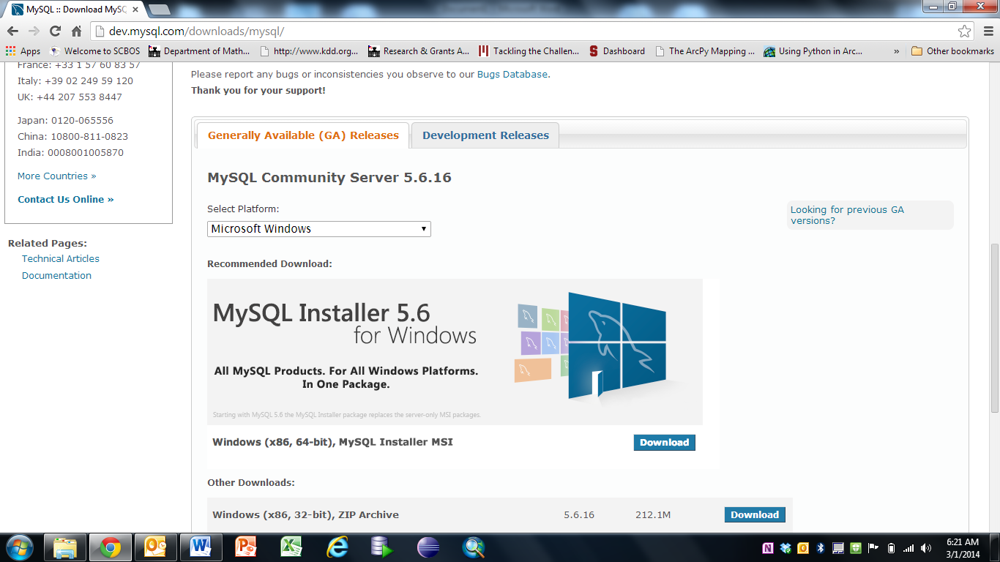 MySQL :: Download MySQ
dev.mysql.com/downloads/mysql/
Apps Welcome to SCBOS Department of Math... http://www.kdd.org... Research & Grants A... Tackling the Challen... Dashboard The ArcPy Mapping ... Using Python in Arc... » Other bookmarks
France: +33 1 57 60 83 57
Italy: +39 02 249 59 120
UK: +44 207 553 8447
Japan: 0120-065556
China: 10800-811-0823
India: 0008001005870
More Countries »
Contact Us Online »
Related Pages:
Technical Articles
Documentation
Please report any bugs or inconsistencies you observe to our Bugs Database.
Thank you for your support!
Generally Available (GA) Releases Development Releases
MySQL Community Server 5.6.16
Select Platform:
Microsoft Windows
Looking for previous GA
versions?
Recommended Download:
MySQL Installer 5.6
for Windows
All MySQL Products. For All Windows Platforms.
In One Package.
Starting with MySQL 5.6 the MySQL Installer package replaces the server-only MSI packages.
Windows (x86, 64-bit), MySQL Installer MSI Download
Other Downloads:
Windows (x86, 32-bit), ZIP Archive 5.6.16 212.1M Download
6:21 AM
3/1/2014